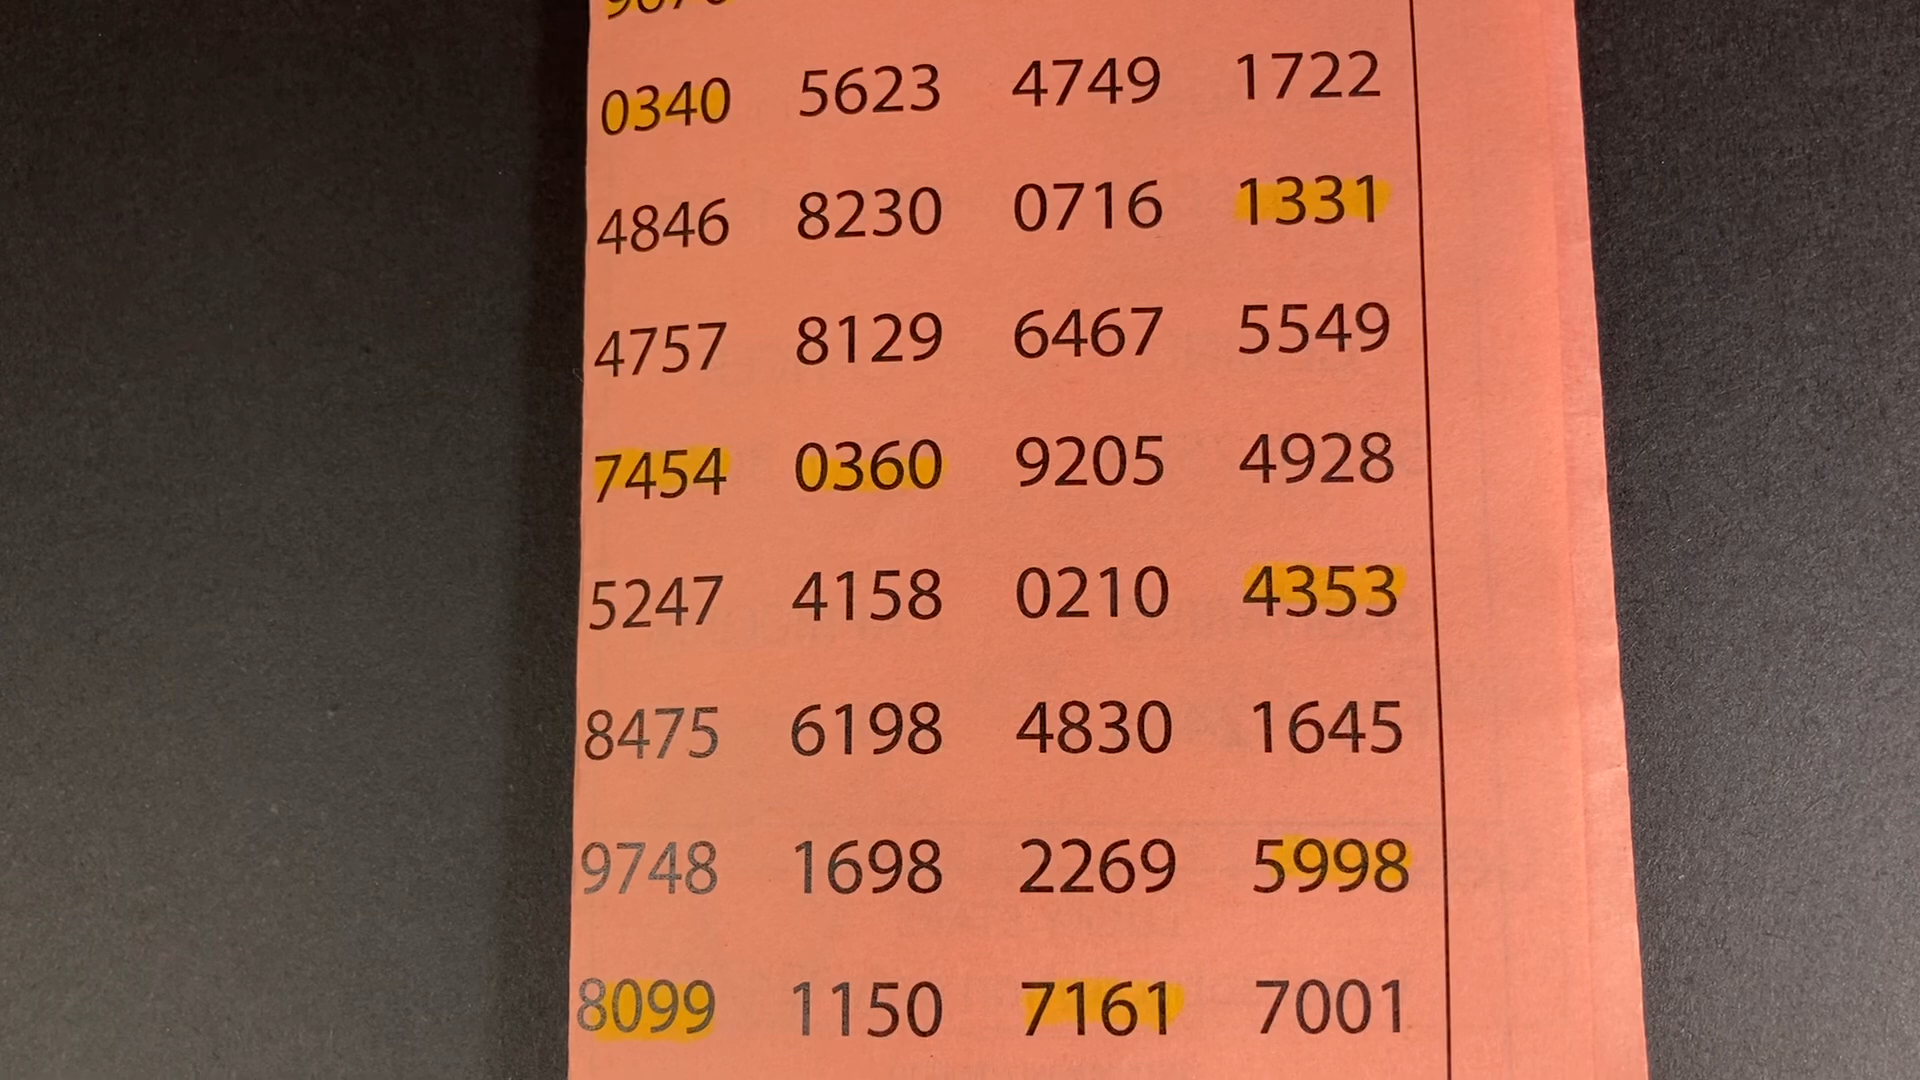 0340 5623 4749 1722
4846 8230 0716 1331
4757 8129 6467 5549
7454 0360 9205 4928
5247 4158 0210 4353
8475 6198 4830 1645
9748 1698 2269 5998
8099 1150 7161 7001